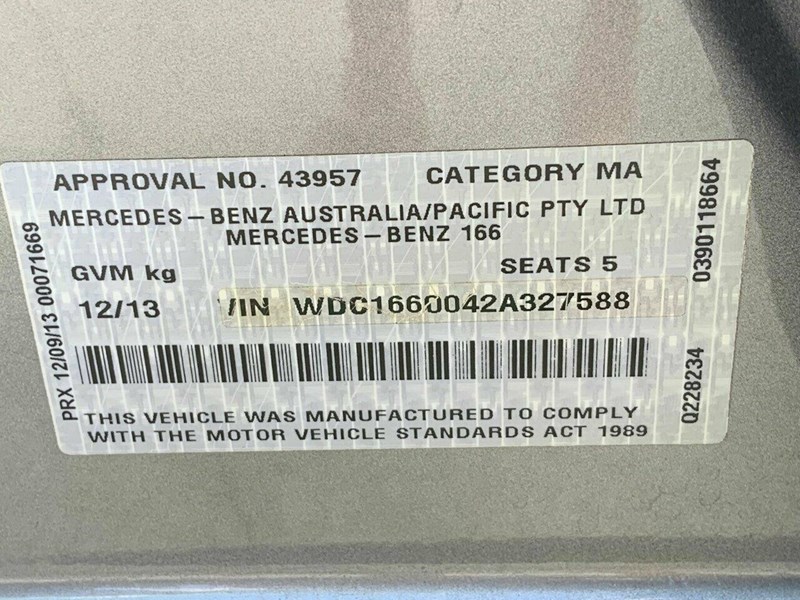 APPROVAL NO. 43957 CATEGORY MA
MERCEDES-BENZ AUSTRALIA/PACIFIC PTY LTD
MERCEDES-BENZ 166
GVM kg SEATS 5
12/13 VIN WDC1660042A327588
THIS VEHICLE WAS MANUFACTURED TO COMPLY
WITH THE MOTOR VEHICLE STANDARDS ACT 1989
PRX 12/09/13 00071669
Q228234 0390118664